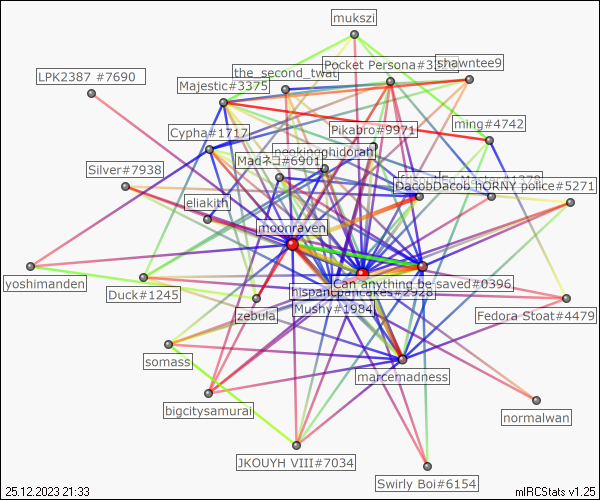 mukszi
shawntee9
Pocket Persona#33
the_second_twat
LPK2387 #7690
Majestic#3375
ming#4742
Cypha#1717
Pikabro#9971
neokingghidorah
Madネコ#6901
Silver#7938
DacobDacob
HORNY police#5271
eliakith
moonraven
yoshimanden
Can anything be saved#0396
hispanicpancakes#2928
Duck#1245
Mushy#1984
zebula
Fedora Stoat#4479
somass
marcemadness
bigcitysamurai
normalwan
JKOUYH VIII#7034
Swirly Boi#6154
25.12.2023 21:33
mIRCStats v1.25